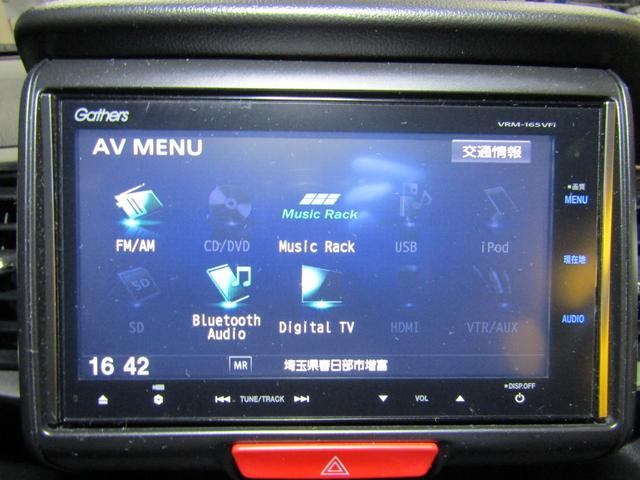 Gathers
VRM-165VFi
AV MENU
交通情報
画質
MENU
FM/AM
CD/DVD
Music Rack
Music Rack
USB
iPod
現在地
SD
SD
Bluetooth
Audio
Digital TV
HDMI
VTR/AUX
AUDIO
16 42
MR
埼玉県春日部市増富
DISP.OFF
TUNE/TRACK
VOL